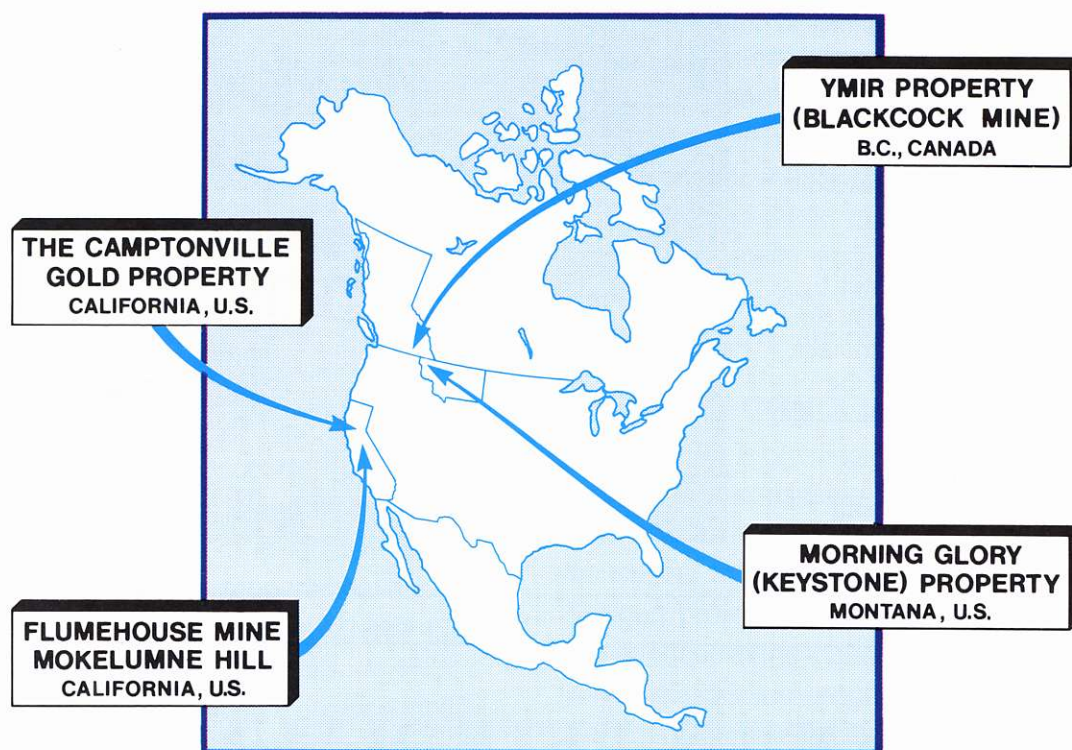 YMIR PROPERTY
(BLACKCOCK MINE)
B.C., CANADA
THE CAMPTONVILLE
GOLD PROPERTY
CALIFORNIA, U.S.
MORNING GLORY
(KEYSTONE) PROPERTY
MONTANA, U.S.
FLUMEHOUSE MINE
MOKELUMNE HILL
CALIFORNIA, U.S.